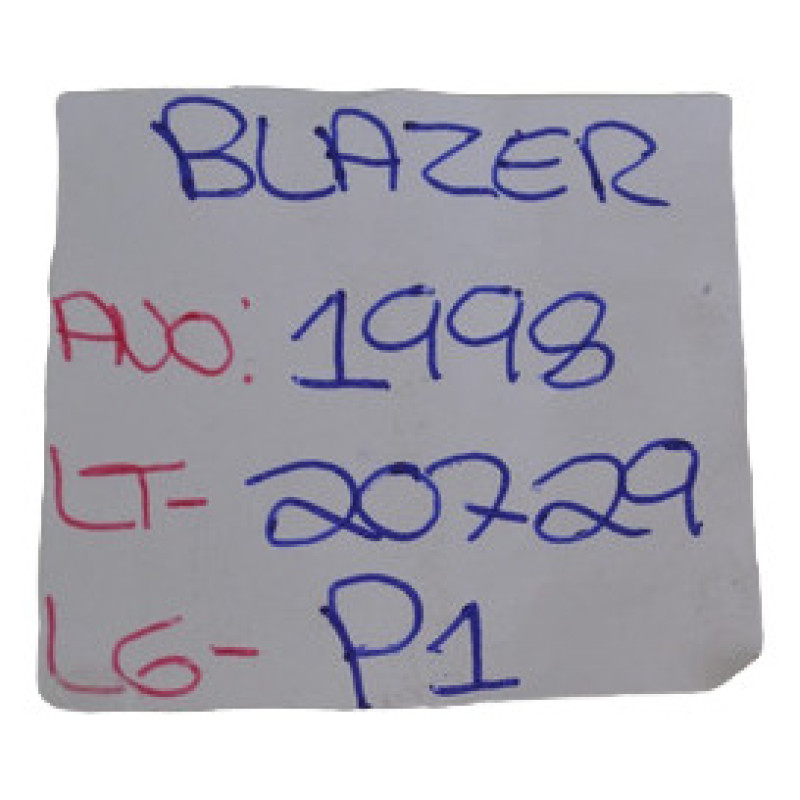 BLAZER
ANO: 1998
LT- 20729
LG- P1